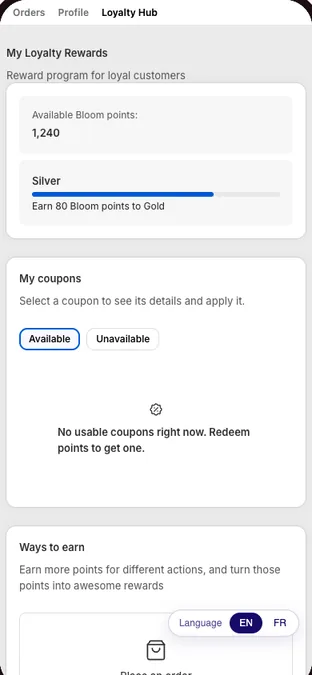 Orders Profile Loyalty Hub
My Loyalty Rewards
Reward program for loyal customers
Available Bloom points:
1,240
Silver
Earn 80 Bloom points to Gold
My coupons
Select a coupon to see its details and apply it.
Available Unavailable
No usable coupons right now. Redeem
points to get one.
Ways to earn
Earn more points for different actions, and turn those
points into awesome rewards
Language EN FR
Place an order